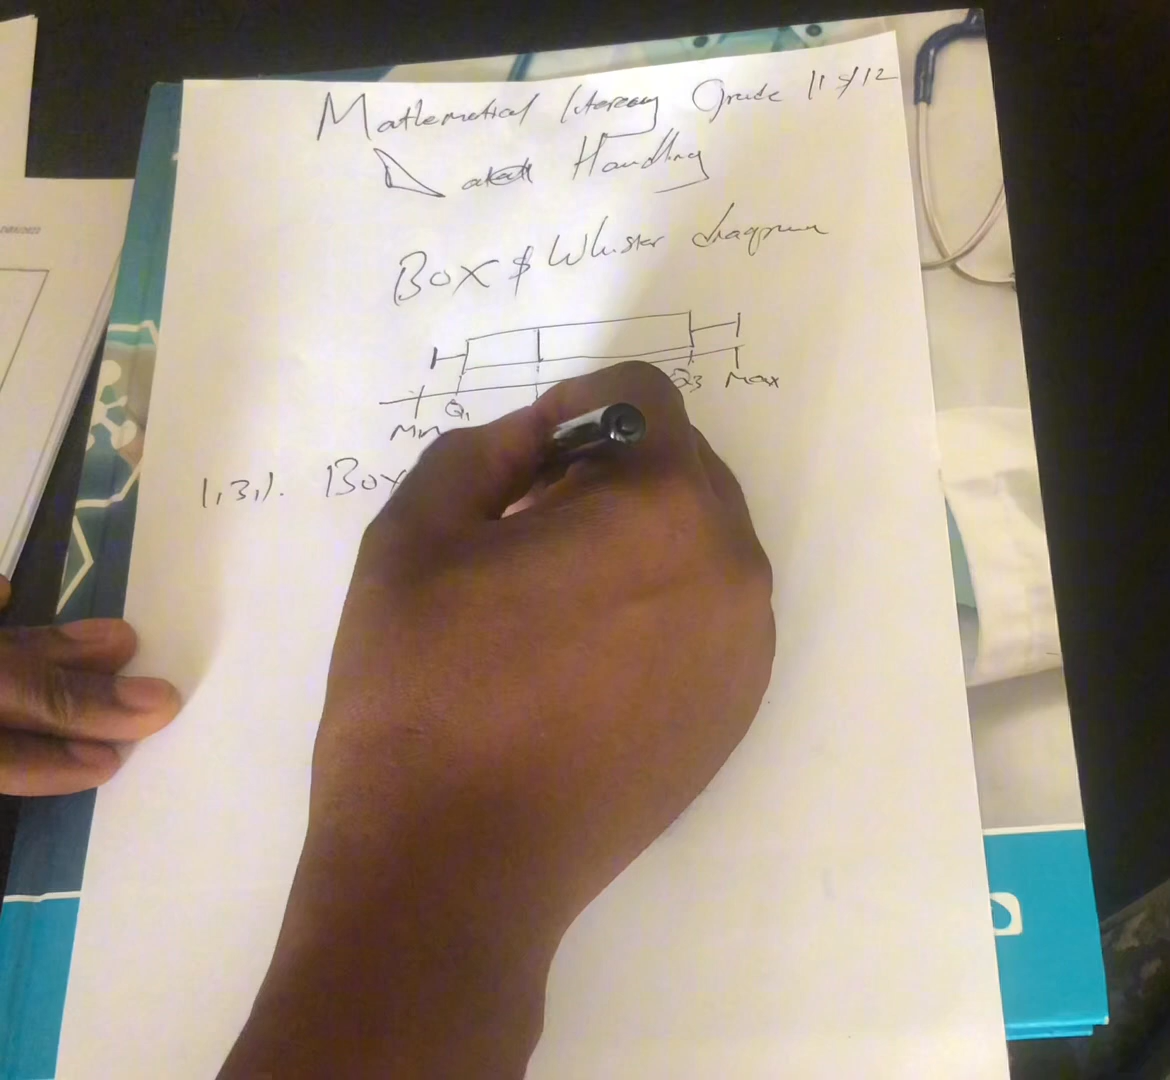 Mathematical literacy Grade 11 & 12
Data Handling
Box & Whisker diagram
Q3 Max
Q1
Min
1,3,1. Box